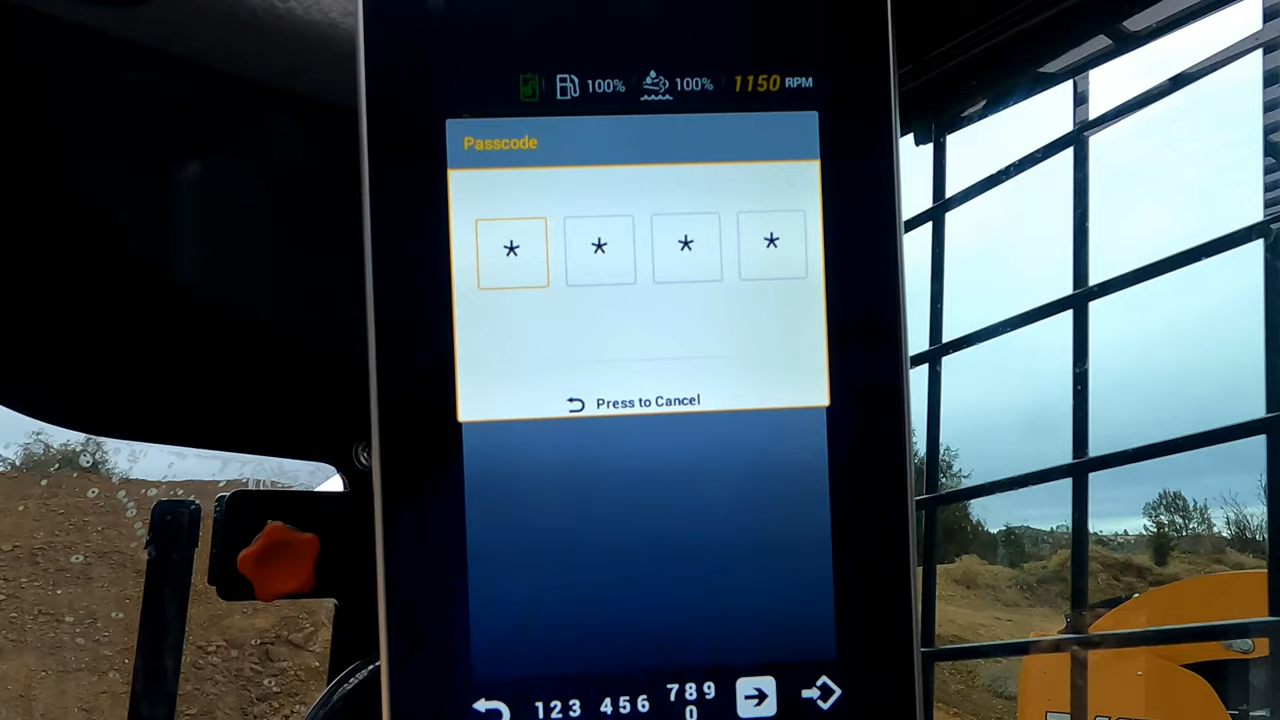 100% 100% 1150 RPM
Passcode
* * * *
Press to Cancel
123 456 789
0